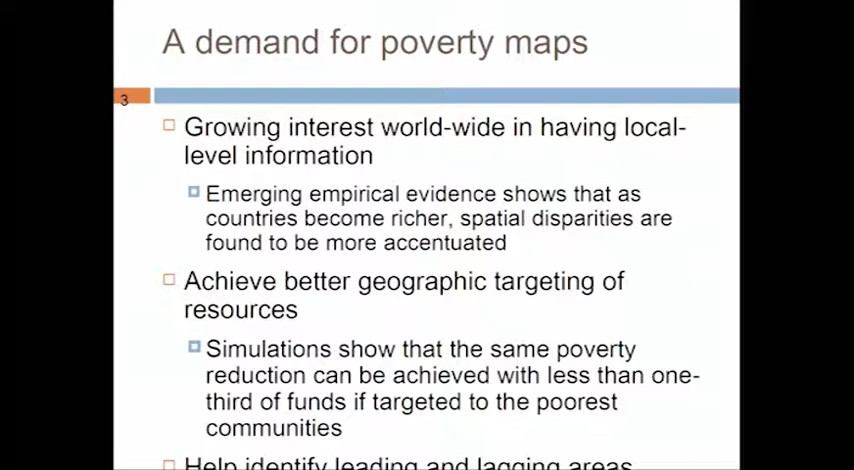 A demand for poverty maps
3
Growing interest world-wide in having local-
level information
Emerging empirical evidence shows that as
countries become richer, spatial disparities are
found to be more accentuated
Achieve better geographic targeting of
resources
Simulations show that the same poverty
reduction can be achieved with less than one-
third of funds if targeted to the poorest
communities
Help identify leading and lagging areas